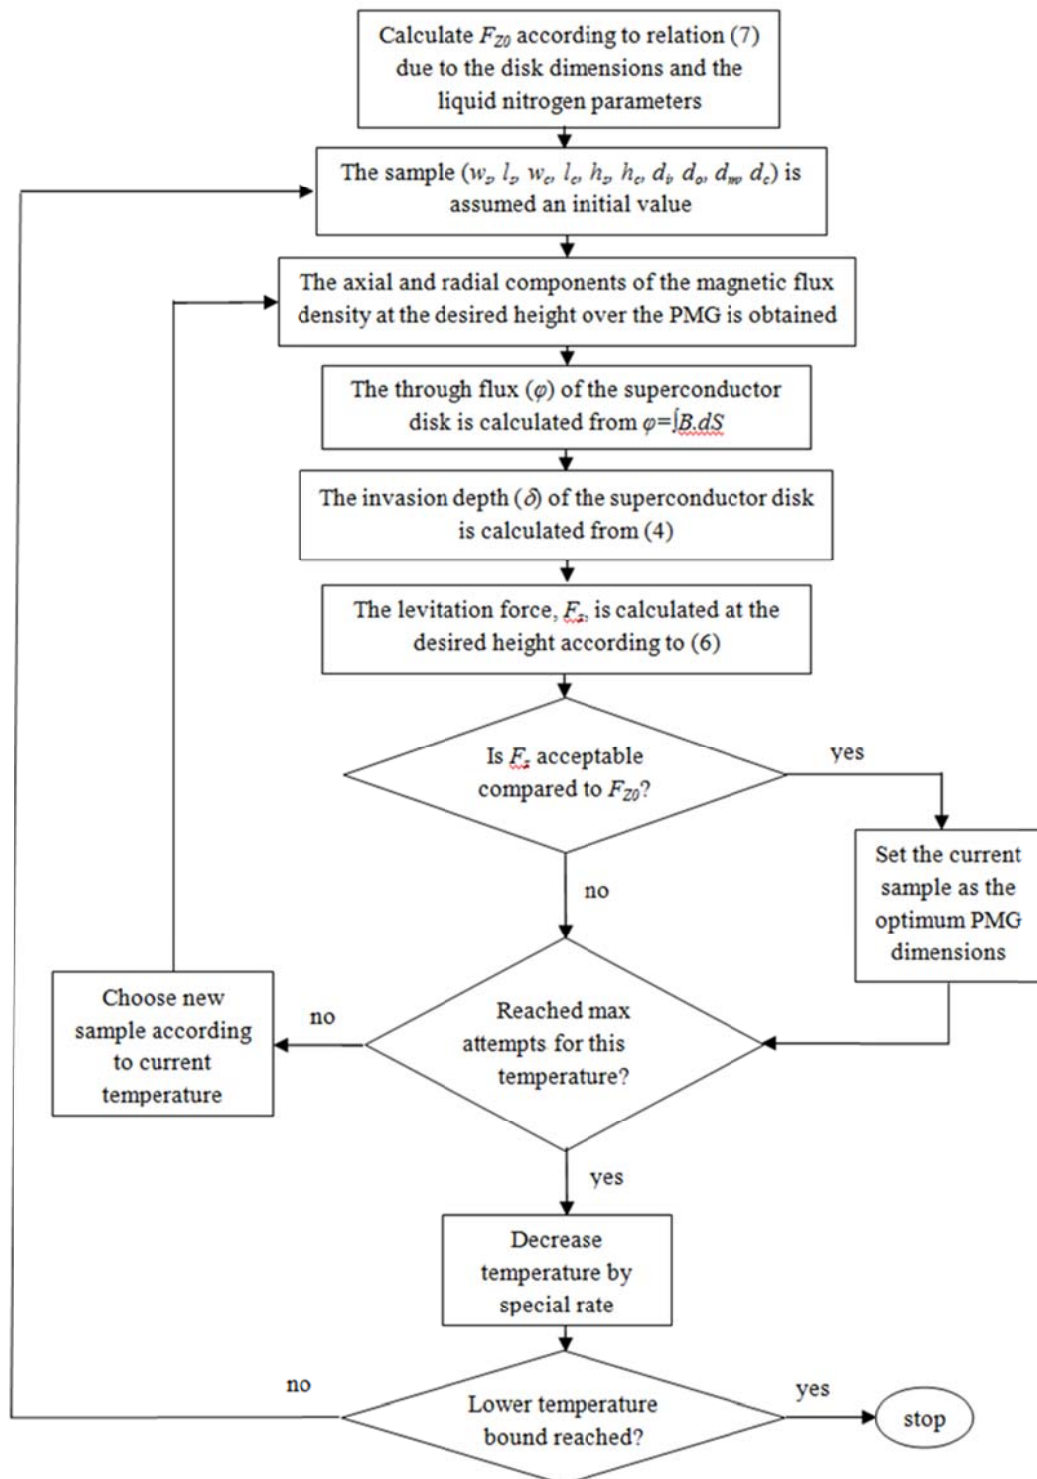 Calculate F_Z0 according to relation (7)
due to the disk dimensions and the
liquid nitrogen parameters
The sample (w_s, l_s, w_c, l_c, h_s, h_c, d_i, d_o, d_m, d_c) is
assumed an initial value
The axial and radial components of the magnetic flux
density at the desired height over the PMG is obtained
The through flux (φ) of the superconductor
disk is calculated from φ=∫B.dS
The invasion depth (δ) of the superconductor disk
is calculated from (4)
The levitation force, F_z, is calculated at the
desired height according to (6)
Is F_z acceptable
compared to F_Z0?
yes
no
Set the current
sample as the
optimum PMG
dimensions
Reached max
attempts for this
temperature?
no
Choose new
sample according
to current
temperature
yes
Decrease
temperature by
special rate
Lower temperature
bound reached?
no
yes
stop